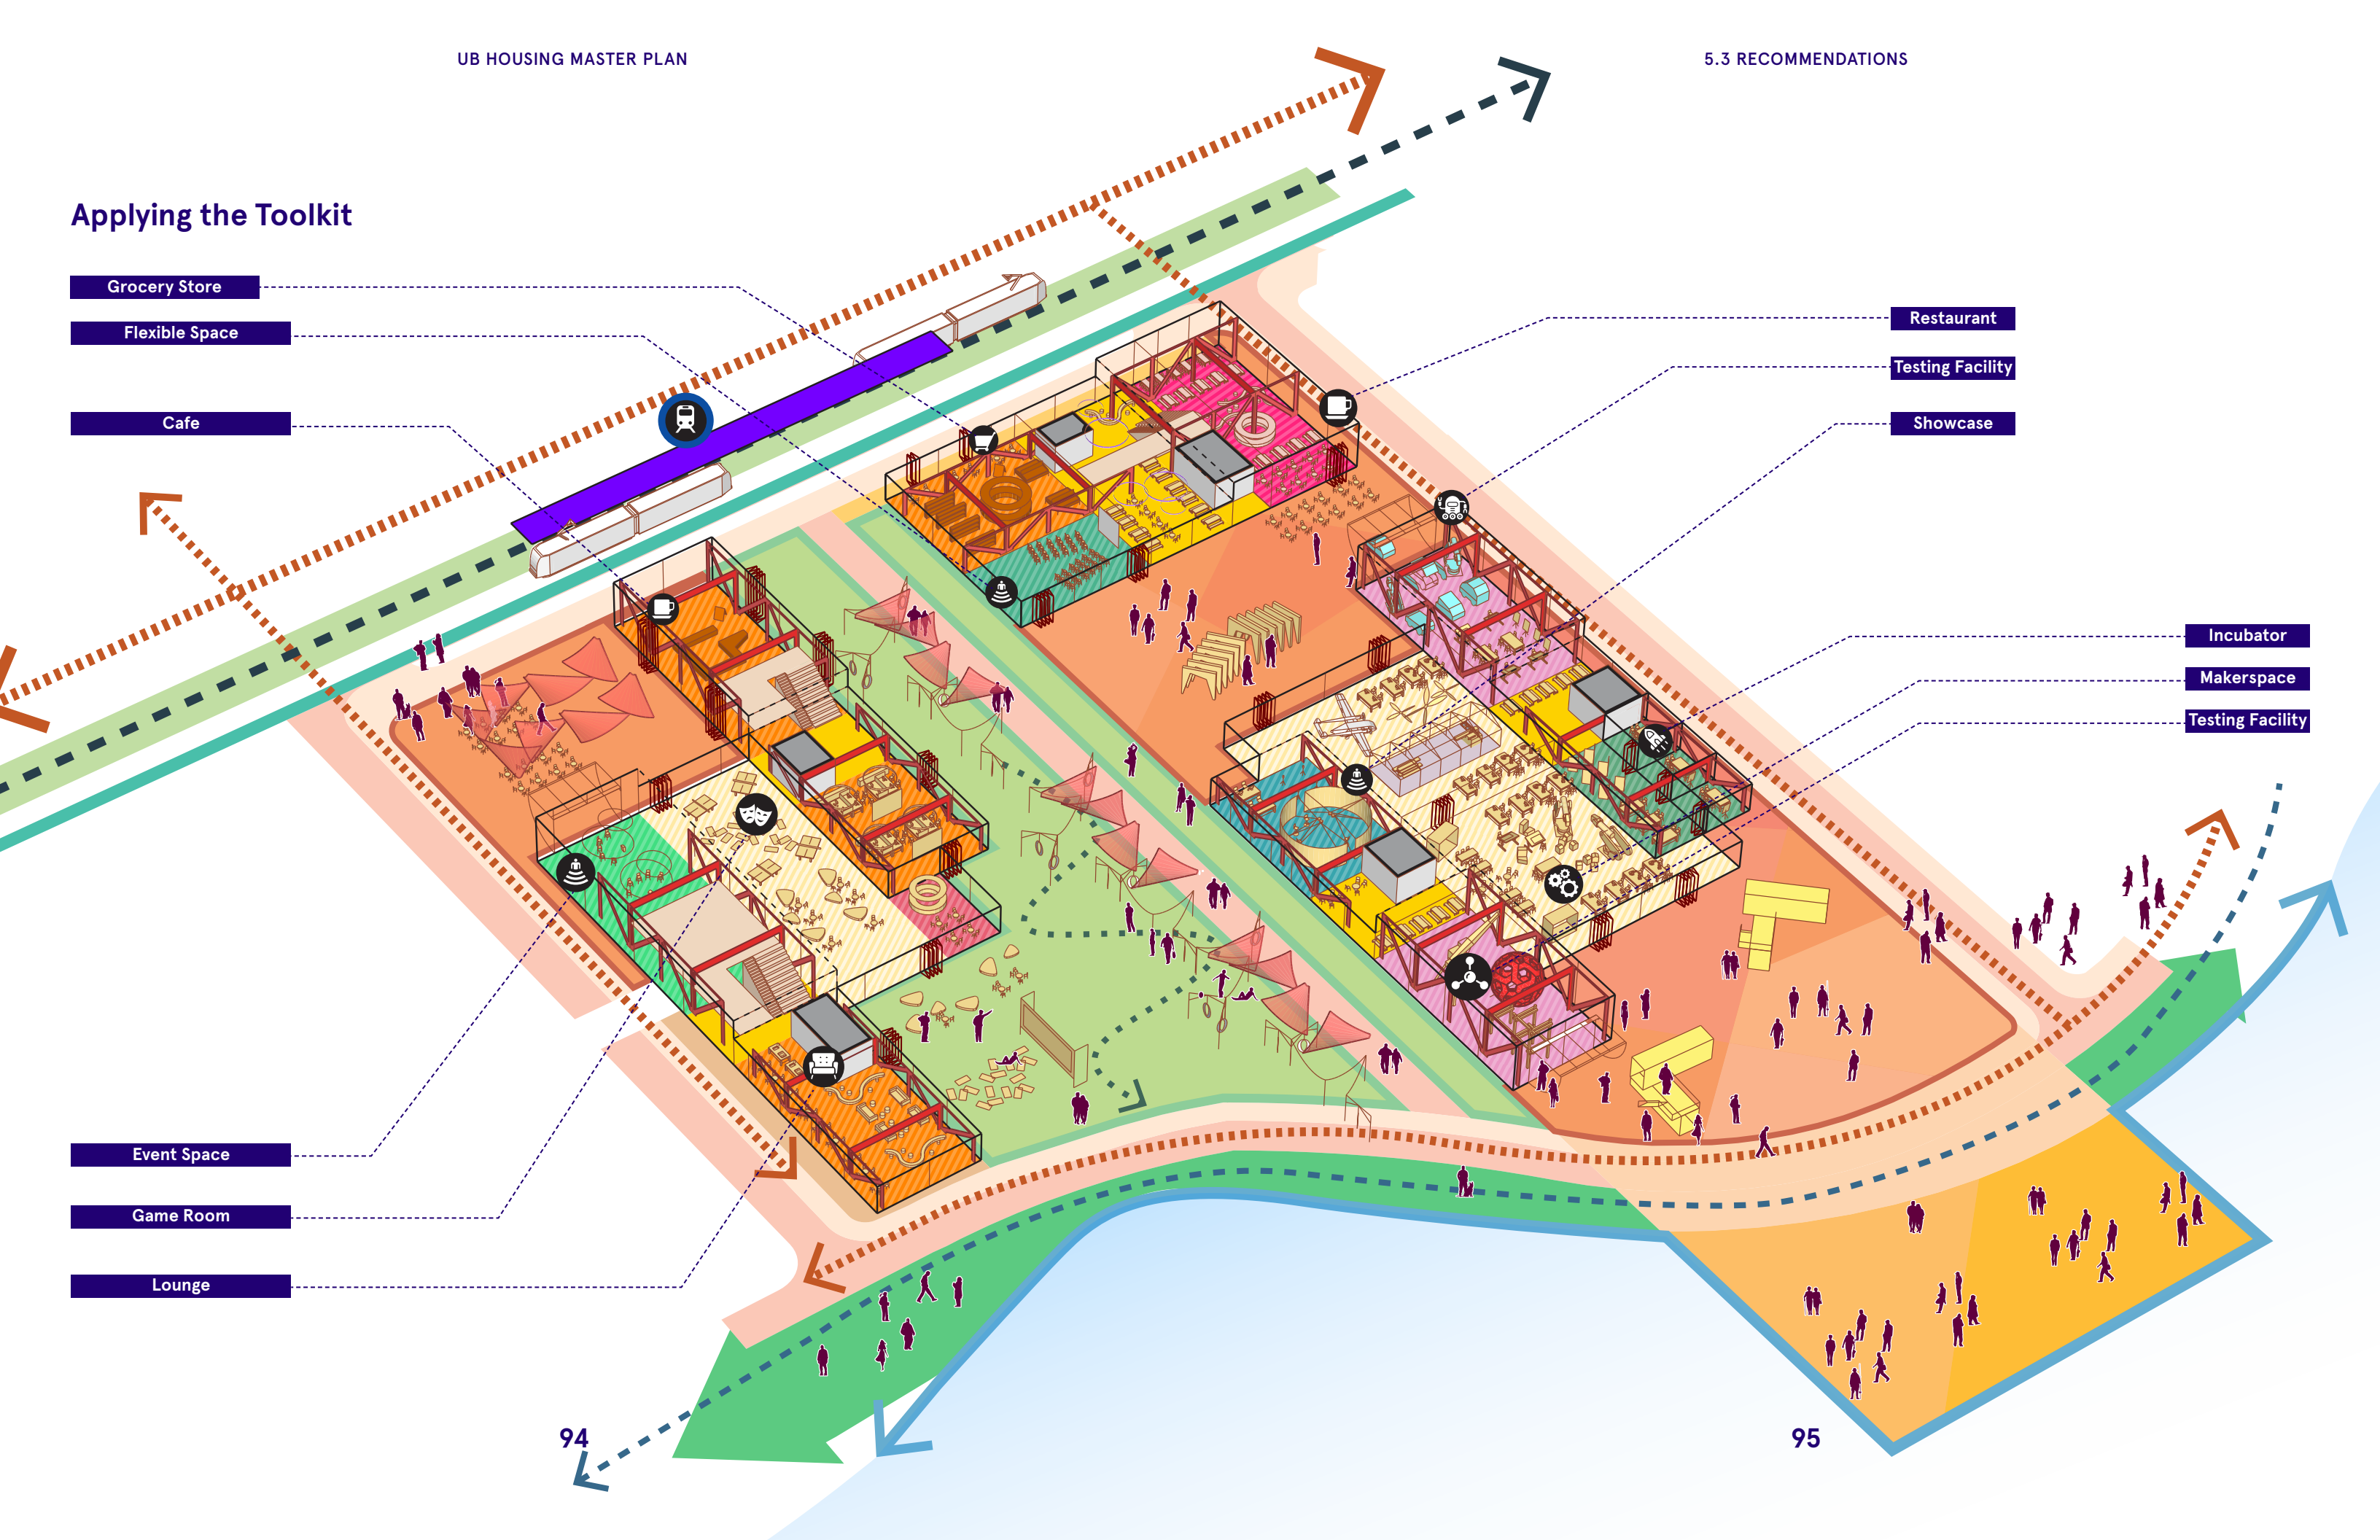 UB HOUSING MASTER PLAN
5.3 RECOMMENDATIONS
Applying the Toolkit
Grocery Store
Flexible Space
Cafe
Restaurant
Testing Facility
Showcase
Incubator
Makerspace
Testing Facility
Event Space
Game Room
Lounge
94
95